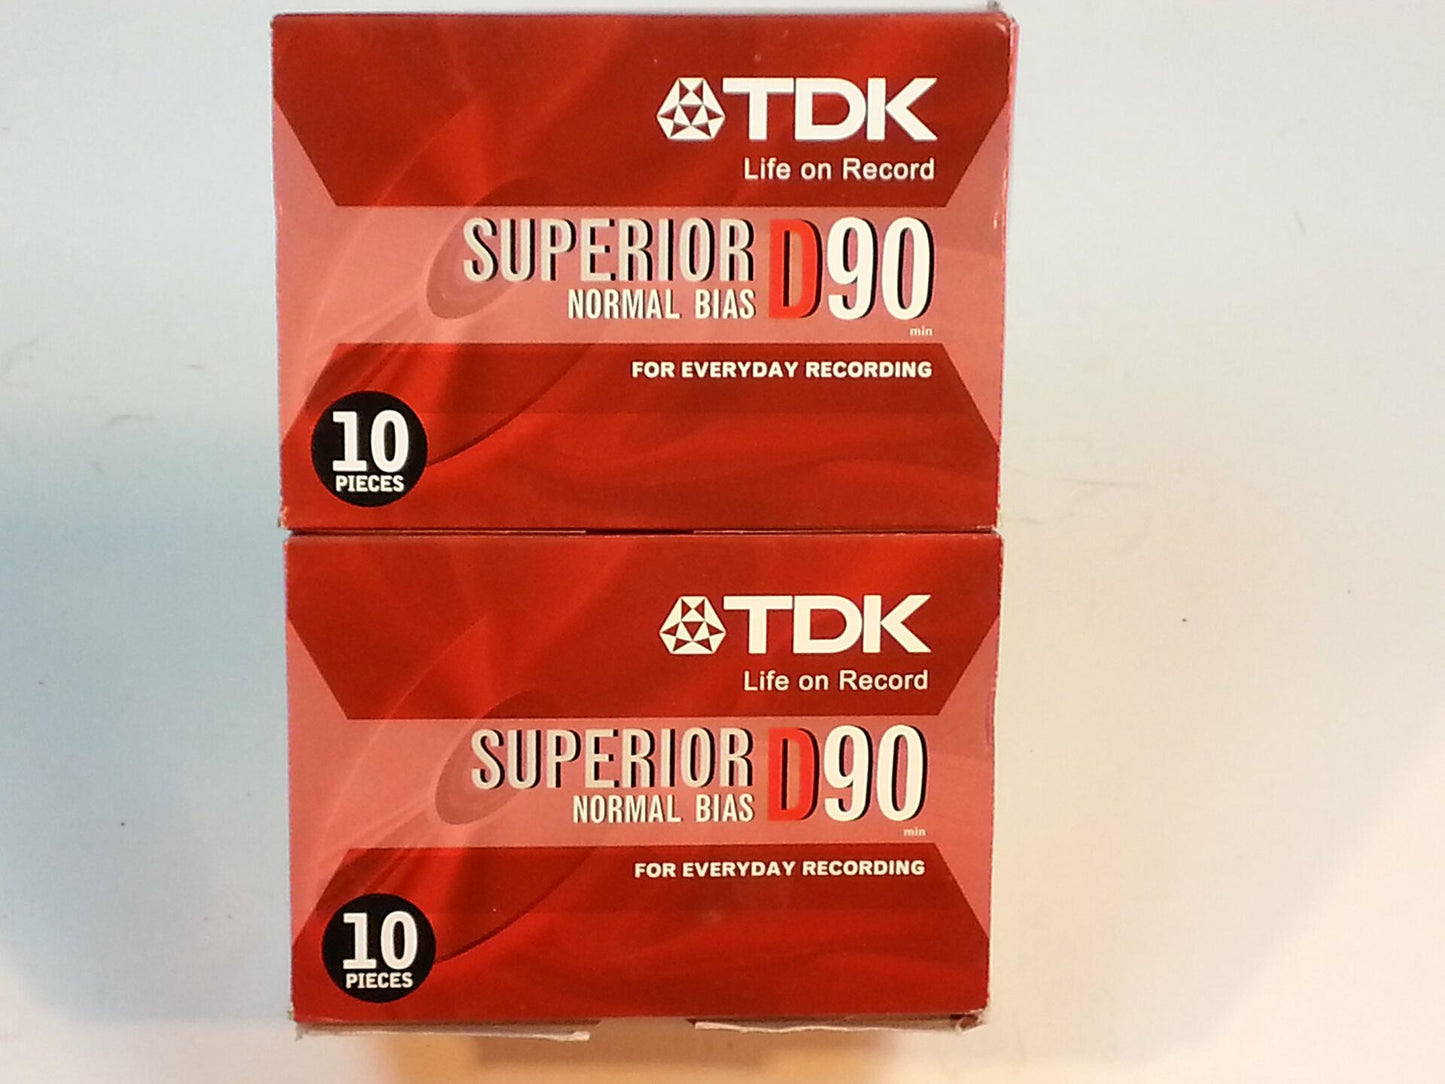 TDK
Life on Record
SUPERIOR D90
NORMAL BIAS
min
FOR EVERYDAY RECORDING
10
PIECES
TDK
Life on Record
SUPERIOR D90
NORMAL BIAS
min
FOR EVERYDAY RECORDING
10
PIECES